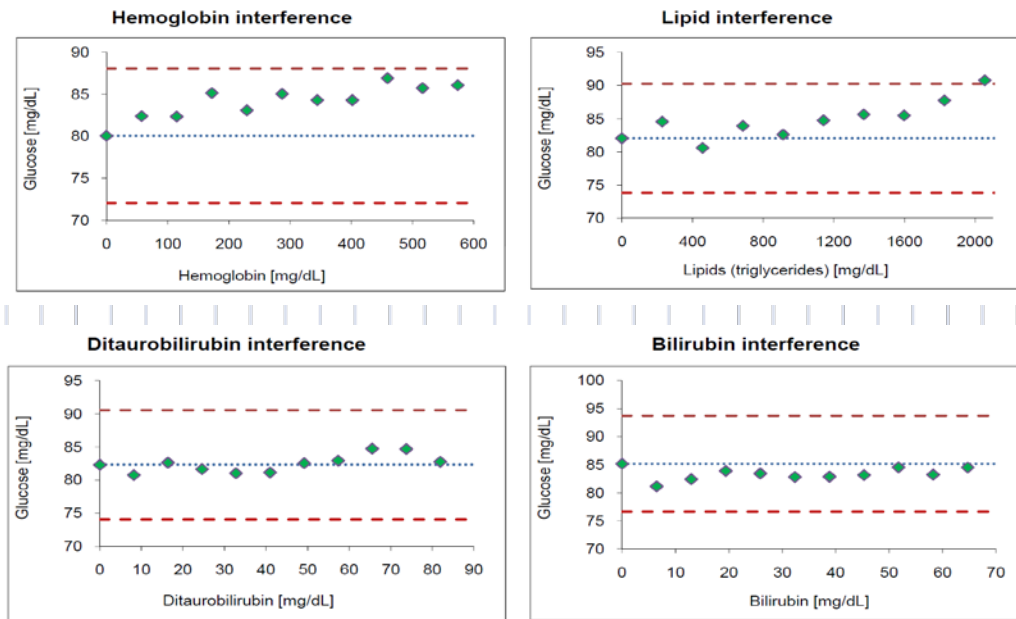 Hemoglobin interference
Glucose [mg/dL]
90
85
80
75
70
0 100 200 300 400 500 600
Hemoglobin [mg/dL]
Lipid interference
Glucose [mg/dL]
95
90
85
80
75
70
0 400 800 1200 1600 2000
Lipids (triglycerides) [mg/dL]
Ditaurobilirubin interference
Glucose [mg/dL]
95
90
85
80
75
70
0 10 20 30 40 50 60 70 80 90
Ditaurobilirubin [mg/dL]
Bilirubin interference
Glucose [mg/dL]
100
95
90
85
80
75
70
0 10 20 30 40 50 60 70
Bilirubin [mg/dL]